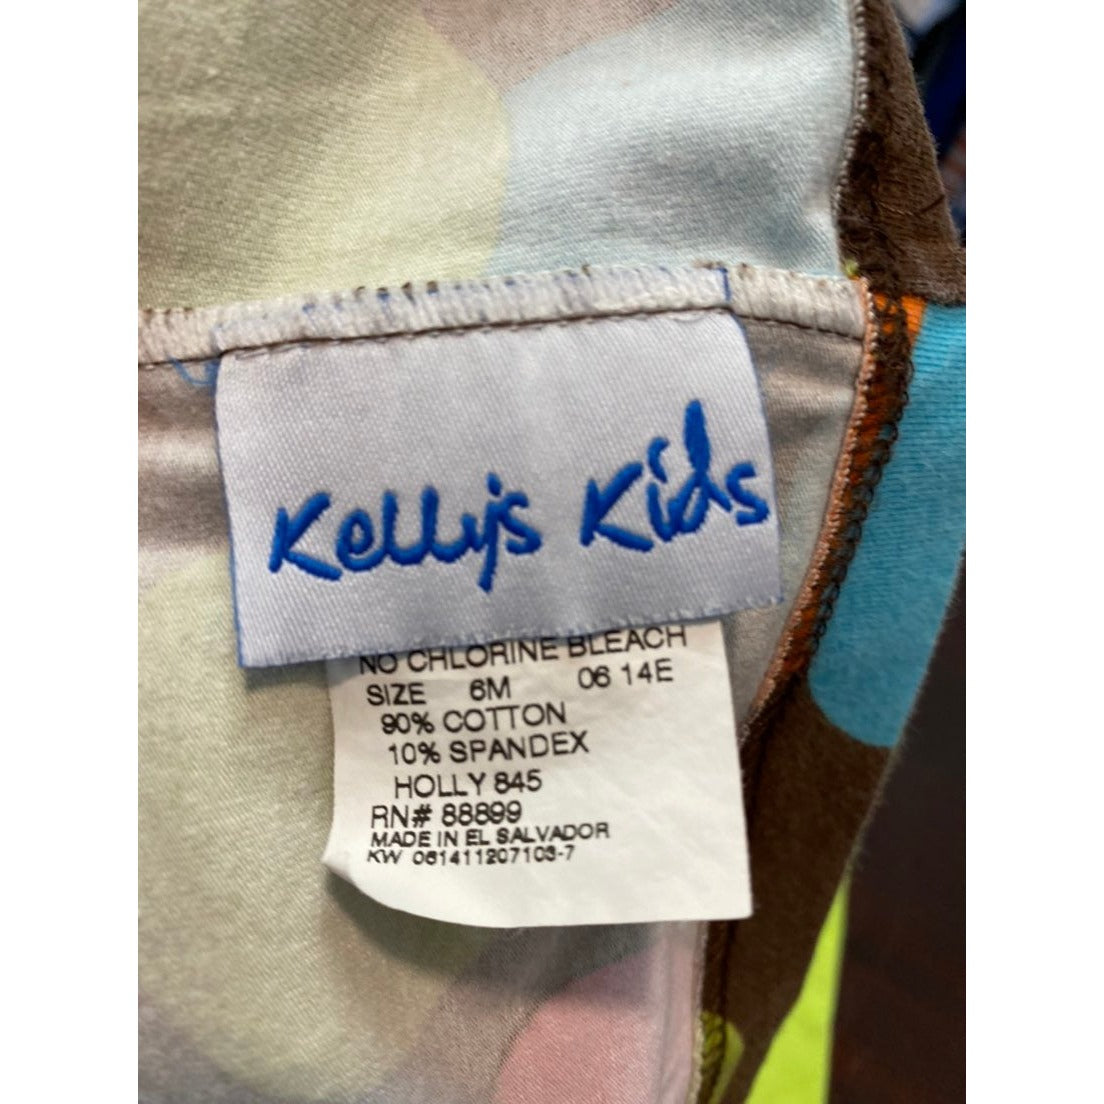 Kelly's Kids
NO CHLORINE BLEACH
SIZE 6M 06 14E
90% COTTON
10% SPANDEX
HOLLY 845
RN# 88899
MADE IN EL SALVADOR
KW 061411207103-7